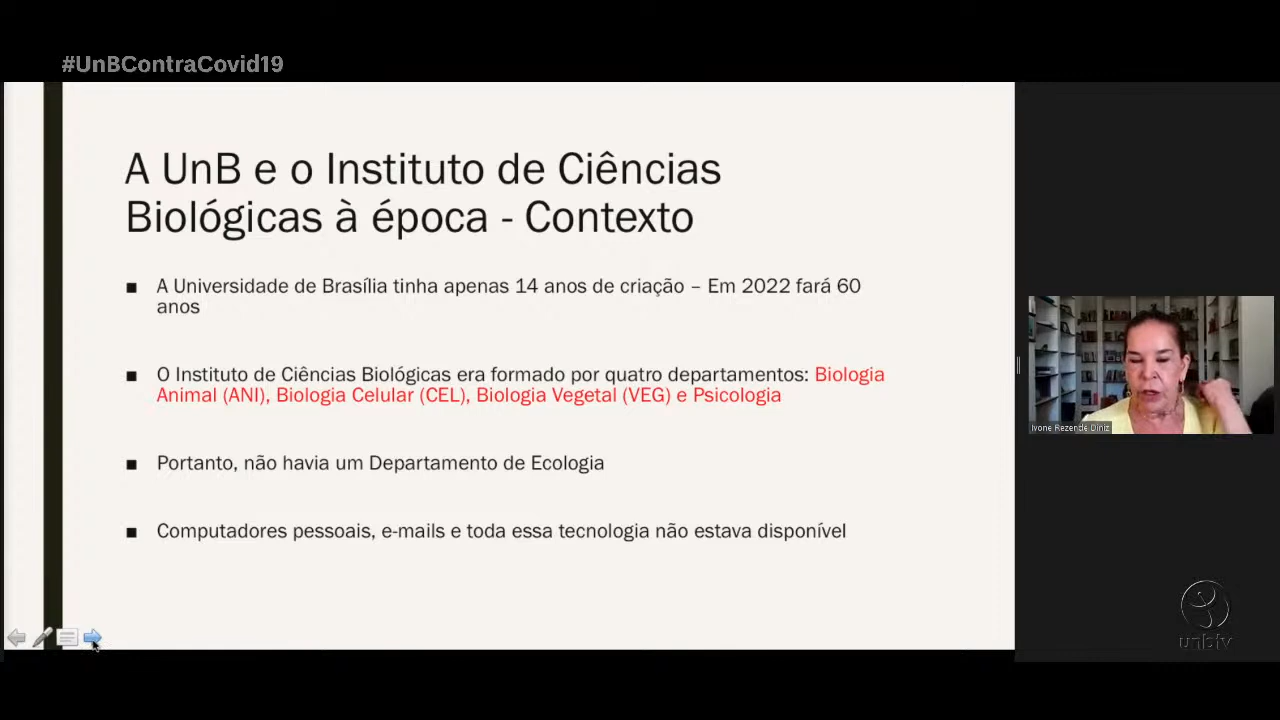 #UnBContraCovid19
A UnB e o Instituto de Ciências
Biológicas à época - Contexto
■ A Universidade de Brasília tinha apenas 14 anos de criação – Em 2022 fará 60
anos
■ O Instituto de Ciências Biológicas era formado por quatro departamentos: Biologia
Animal (ANI), Biologia Celular (CEL), Biologia Vegetal (VEG) e Psicologia
■ Portanto, não havia um Departamento de Ecologia
■ Computadores pessoais, e-mails e toda essa tecnologia não estava disponível
Ivone Rezende Diniz
unbtv